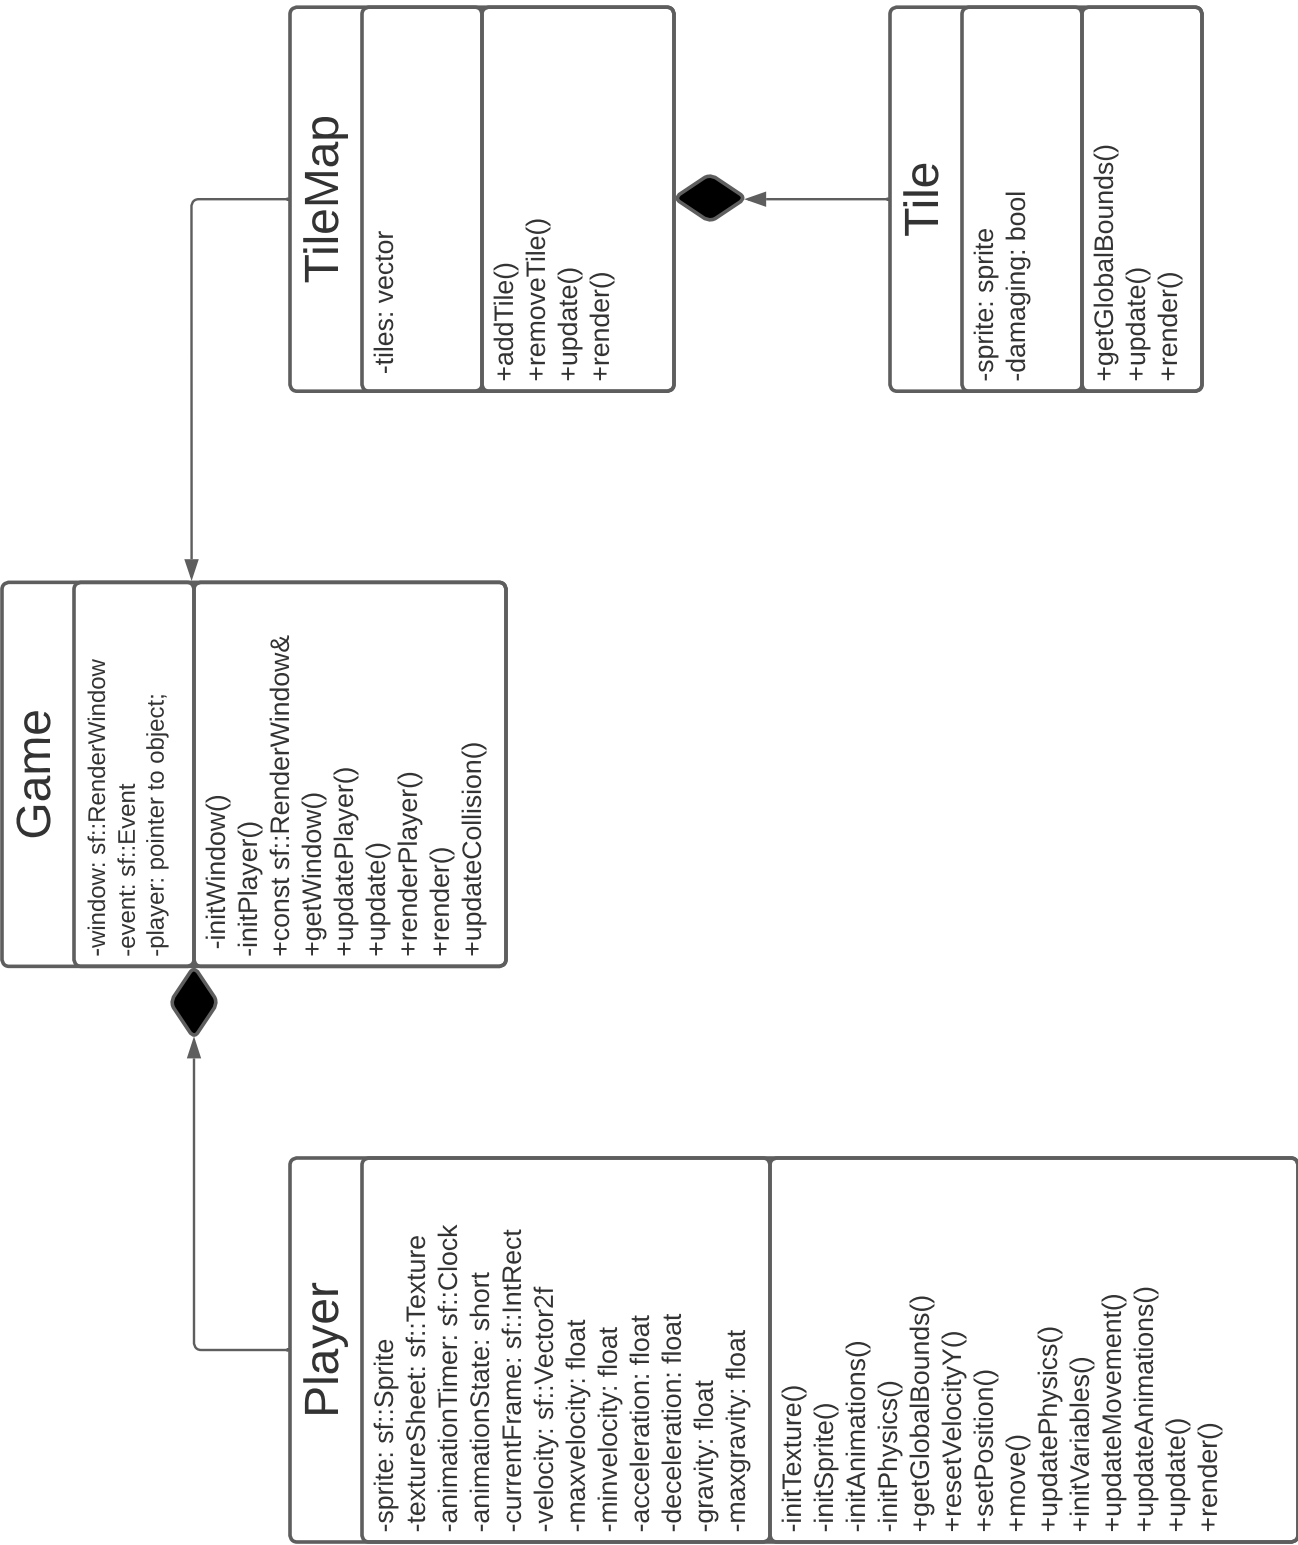 Game
-window: sf::RenderWindow
-event: sf::Event
-player: pointer to object;
-initWindow()
-initPlayer()
+const sf::RenderWindow&
+getWindow()
+updatePlayer()
+update()
+renderPlayer()
+render()
+updateCollision()
Player
-sprite: sf::Sprite
-textureSheet: sf::Texture
-animationTimer: sf::Clock
-animationState: short
-currentFrame: sf::IntRect
-velocity: sf::Vector2f
-maxvelocity: float
-minvelocity: float
-acceleration: float
-deceleration: float
-gravity: float
-maxgravity: float
-initTexture()
-initSprite()
-initAnimations()
-initPhysics()
+getGlobalBounds()
+resetVelocityY()
+setPosition()
+move()
+updatePhysics()
+initVariables()
+updateMovement()
+updateAnimations()
+update()
+render()
TileMap
-tiles: vector
+addTile()
+removeTile()
+update()
+render()
Tile
-sprite: sprite
-damaging: bool
+getGlobalBounds()
+update()
+render()